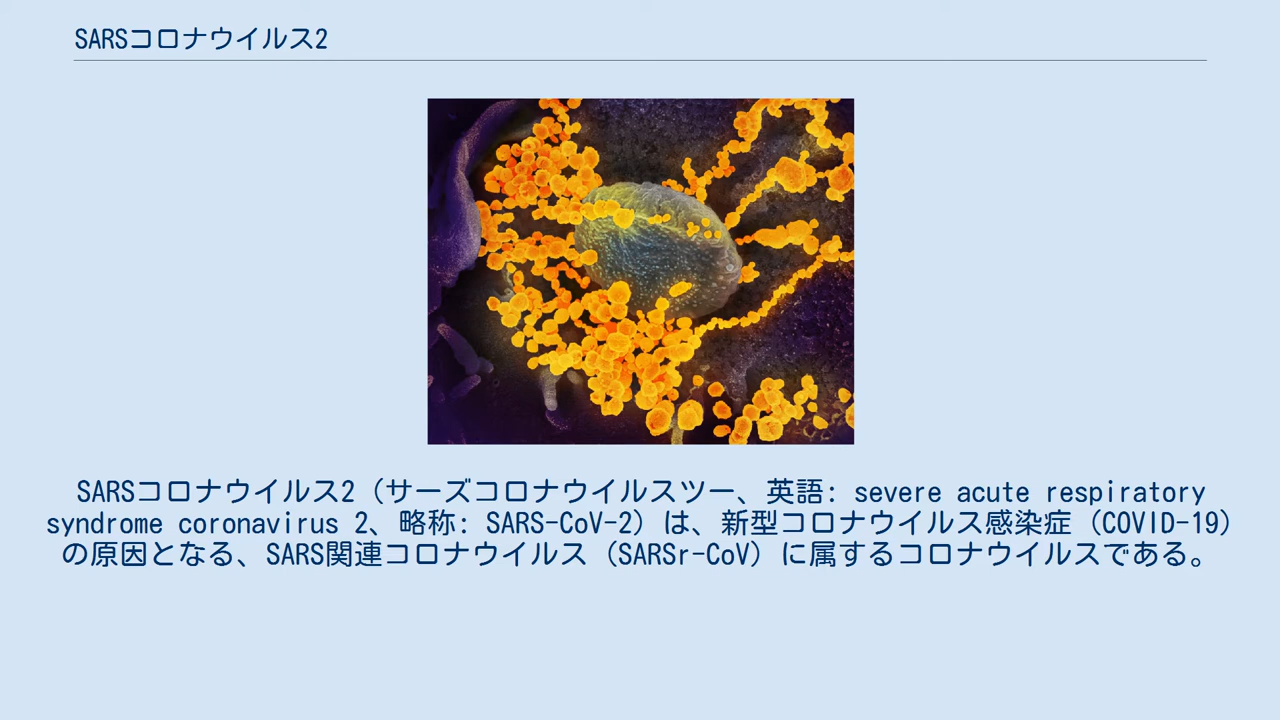 SARSコロナウイルス2
SARSコロナウイルス2（サーズコロナウイルスツー、英語: severe acute respiratory
syndrome coronavirus 2、略称: SARS-CoV-2）は、新型コロナウイルス感染症（COVID-19）
の原因となる、SARS関連コロナウイルス（SARSr-CoV）に属するコロナウイルスである。